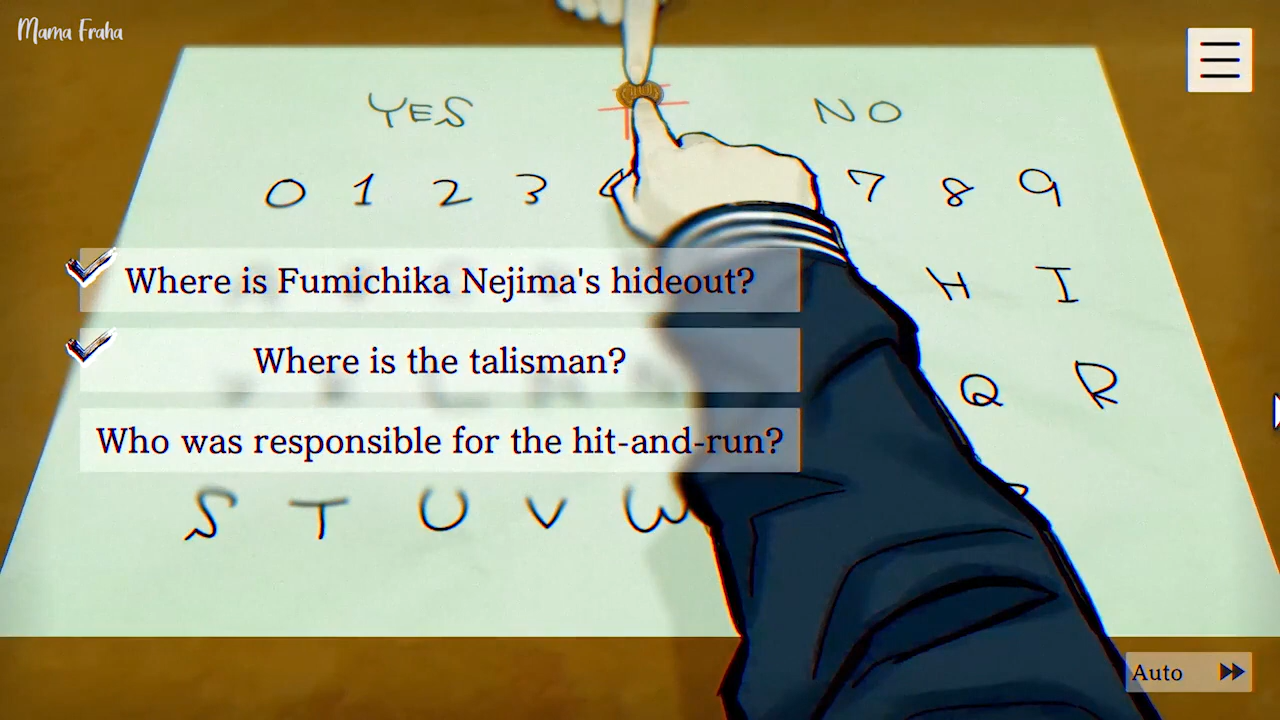 Mama Fraha
YES NO
0 1 2 3 7 8 9
Where is Fumichika Nejima's hideout?
H I
Where is the talisman?
Q R
Who was responsible for the hit-and-run?
S T U V W
Auto